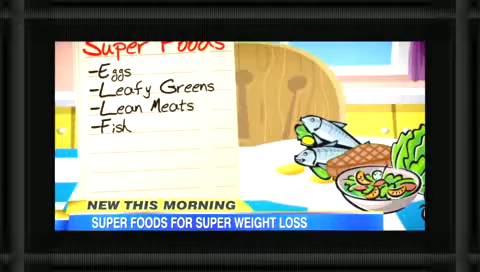 Super Foods
-Eggs
-Leafy Greens
-Lean Meats
-Fish
NEW THIS MORNING
SUPER FOODS FOR SUPER WEIGHT LOSS